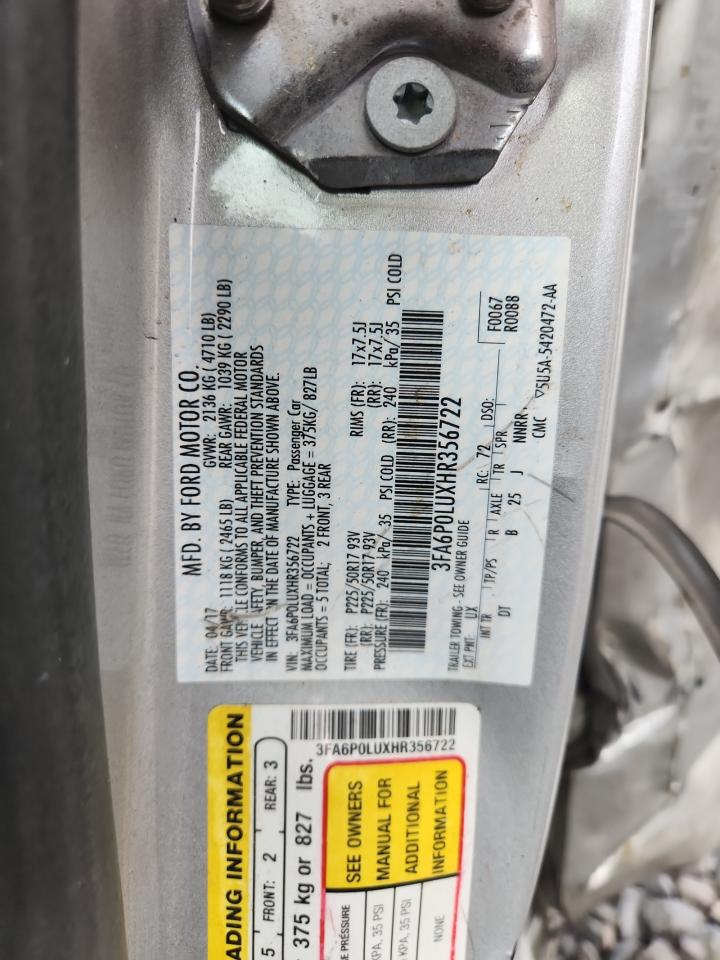 MFD. BY FORD MOTOR CO.
DATE: 04/17 GVWR: 2136 KG ( 4710 LB)
FRONT GAWR: 1118 KG ( 2465 LB) REAR GAWR: 1039 KG ( 2290 LB)
THIS VEHICLE CONFORMS TO ALL APPLICABLE FEDERAL MOTOR
VEHICLE SAFETY, BUMPER, AND THEFT PREVENTION STANDARDS
IN EFFECT ON THE DATE OF MANUFACTURE SHOWN ABOVE.
VIN: 3FA6P0LUXHR356722 TYPE: Passenger Car
MAXIMUM LOAD = OCCUPANTS + LUGGAGE = 375KG/ 827LB
OCCUPANTS = 5 TOTAL; 2 FRONT, 3 REAR
TIRE (FR): P225/50R17 93V RIMS (FR): 17x7.5J
(RR): P225/50R17 93V (RR): 17x7.5J
PRESSURE (FR): 240 kPa/ 35 PSI COLD (RR): 240 kPa/ 35 PSI COLD
3FA6P0LUXHR356722
TRAILER TOWING - SEE OWNER GUIDE
EXT PNT: UX RC: 72 DSO: F0067
R0088
INT TR TP/PS R AXLE TR SPR
DT B 25 J NNRR
CMC ▽5U5A-5420472-AA
ADING INFORMATION
5 FRONT: 2 REAR: 3
375 kg or 827 lbs.
3FA6P0LUXHR356722
RE PRESSURE
KPA, 35 PSI
KPA, 35 PSI
NONE
SEE OWNERS
MANUAL FOR
ADDITIONAL
INFORMATION